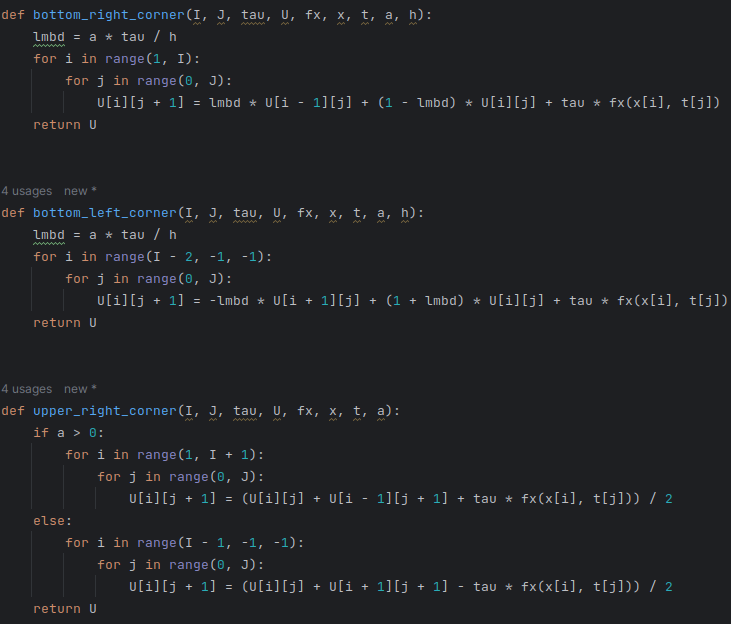 def bottom_right_corner(I, J, tau, U, fx, x, t, a, h):
    lmbd = a * tau / h
    for i in range(1, I):
        for j in range(0, J):
            U[i][j + 1] = lmbd * U[i - 1][j] + (1 - lmbd) * U[i][j] + tau * fx(x[i], t[j])
    return U
4 usages   new *
def bottom_left_corner(I, J, tau, U, fx, x, t, a, h):
    lmbd = a * tau / h
    for i in range(I - 2, -1, -1):
        for j in range(0, J):
            U[i][j + 1] = -lmbd * U[i + 1][j] + (1 + lmbd) * U[i][j] + tau * fx(x[i], t[j])
    return U
4 usages   new *
def upper_right_corner(I, J, tau, U, fx, x, t, a):
    if a > 0:
        for i in range(1, I + 1):
            for j in range(0, J):
                U[i][j + 1] = (U[i][j] + U[i - 1][j + 1] + tau * fx(x[i], t[j])) / 2
    else:
        for i in range(I - 1, -1, -1):
            for j in range(0, J):
                U[i][j + 1] = (U[i][j] + U[i + 1][j + 1] - tau * fx(x[i], t[j])) / 2
    return U